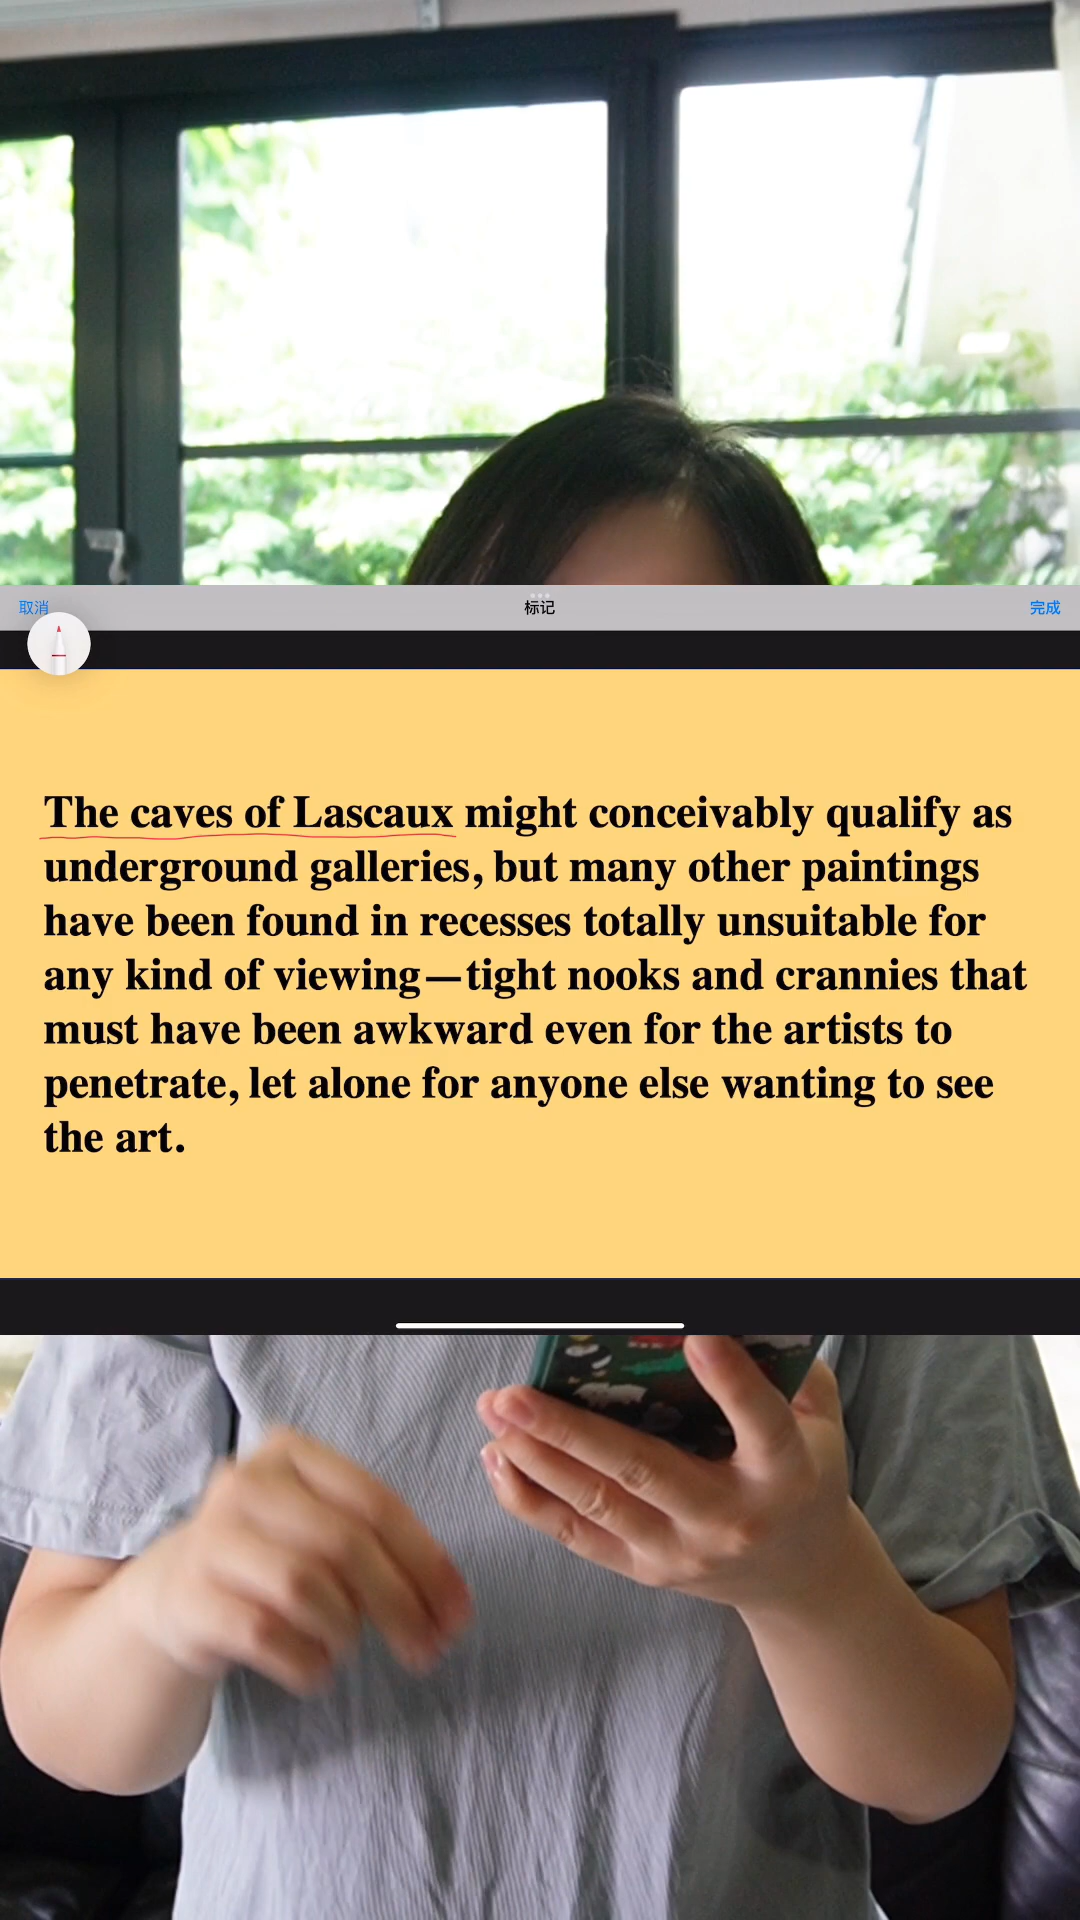 取消 标记 完成
The caves of Lascaux might conceivably qualify as
underground galleries, but many other paintings
have been found in recesses totally unsuitable for
any kind of viewing—tight nooks and crannies that
must have been awkward even for the artists to
penetrate, let alone for anyone else wanting to see
the art.